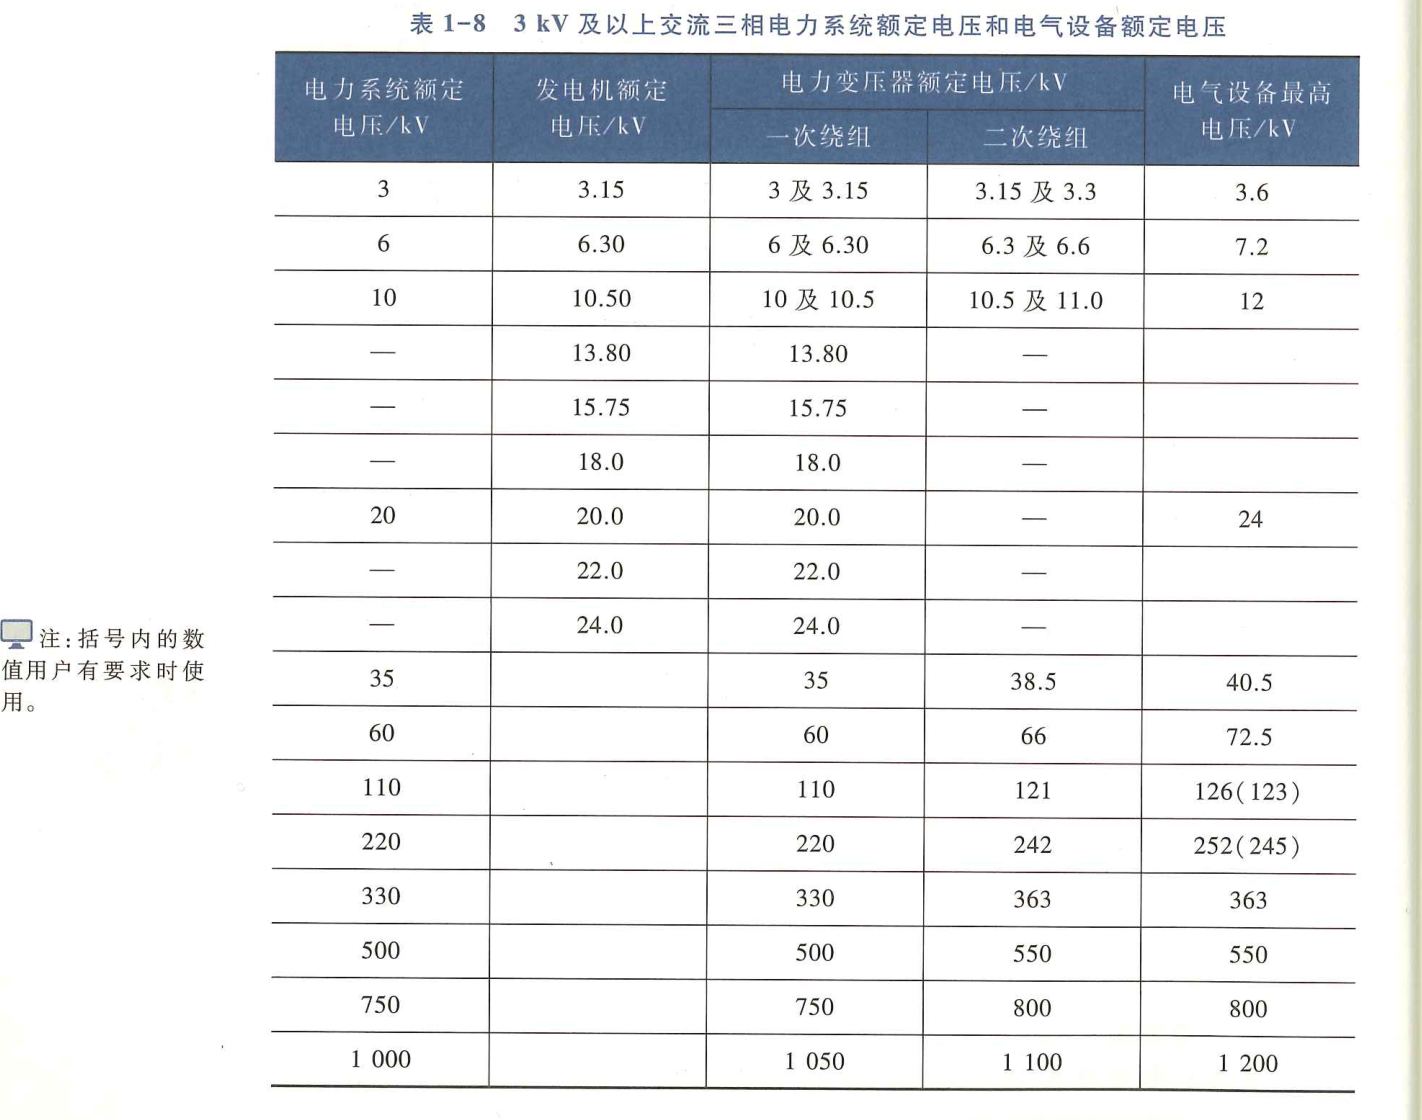 表 1-8 3 kV 及以上交流三相电力系统额定电压和电气设备额定电压
电力系统额定电压/kV 发电机额定电压/kV 电力变压器额定电压/kV 电气设备最高电压/kV
一次绕组 二次绕组
3 3.15 3 及 3.15 3.15 及 3.3 3.6
6 6.30 6 及 6.30 6.3 及 6.6 7.2
10 10.50 10 及 10.5 10.5 及 11.0 12
— 13.80 13.80 —
— 15.75 15.75 —
— 18.0 18.0 —
20 20.0 20.0 — 24
— 22.0 22.0 —
— 24.0 24.0 —
35 35 38.5 40.5
60 60 66 72.5
110 110 121 126(123)
220 220 242 252(245)
330 330 363 363
500 500 550 550
750 750 800 800
1 000 1 050 1 100 1 200
注:括号内的数
值用户有要求时使
用。